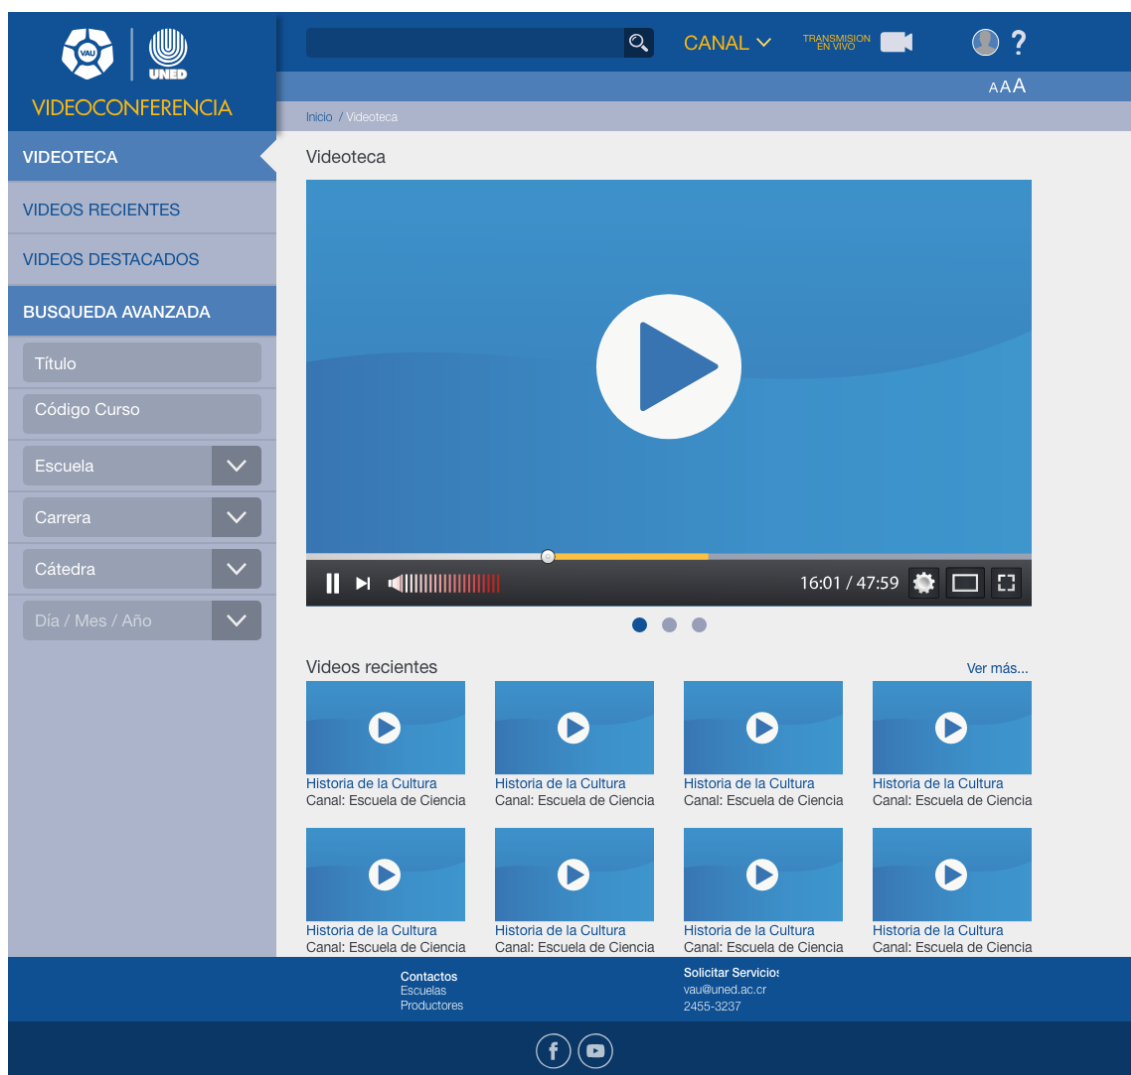 VAU
UNED
VIDEOCONFERENCIA
CANAL
TRANSMISION
EN VIVO
?
AAA
Inicio / Videoteca
VIDEOTECA
VIDEOS RECIENTES
VIDEOS DESTACADOS
BUSQUEDA AVANZADA
Título
Código Curso
Escuela
Carrera
Cátedra
Día / Mes / Año
Videoteca
16:01 / 47:59
Videos recientes
Ver más...
Historia de la Cultura
Canal: Escuela de Ciencia
Historia de la Cultura
Canal: Escuela de Ciencia
Historia de la Cultura
Canal: Escuela de Ciencia
Historia de la Cultura
Canal: Escuela de Ciencia
Historia de la Cultura
Canal: Escuela de Ciencia
Historia de la Cultura
Canal: Escuela de Ciencia
Historia de la Cultura
Canal: Escuela de Ciencia
Historia de la Cultura
Canal: Escuela de Ciencia
Contactos
Escuelas
Productores
Solicitar Servicios
vau@uned.ac.cr
2455-3237
f